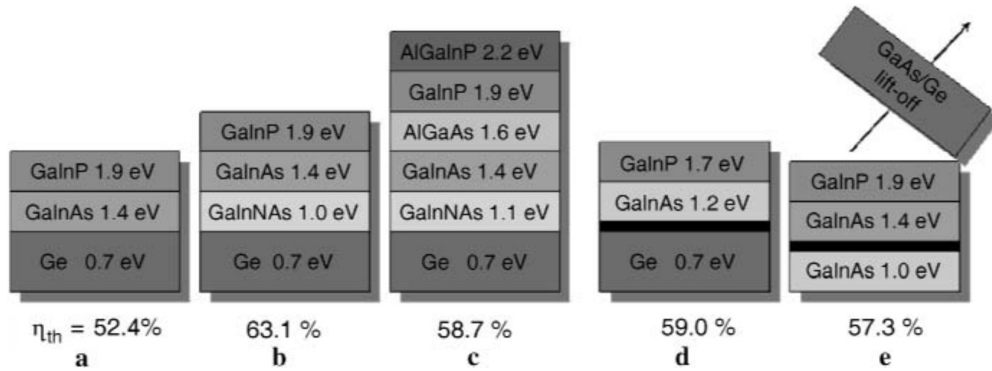 GaInP 1.9 eV
GaInAs 1.4 eV
Ge 0.7 eV
ηth = 52.4%
a
GaInP 1.9 eV
GaInAs 1.4 eV
GaInNAs 1.0 eV
Ge 0.7 eV
63.1 %
b
AlGaInP 2.2 eV
GaInP 1.9 eV
AlGaAs 1.6 eV
GaInAs 1.4 eV
GaInNAs 1.1 eV
Ge 0.7 eV
58.7 %
c
GaInP 1.7 eV
GaInAs 1.2 eV
Ge 0.7 eV
59.0 %
d
GaAs/Ge
lift-off
GaInP 1.9 eV
GaInAs 1.4 eV
GaInAs 1.0 eV
57.3 %
e